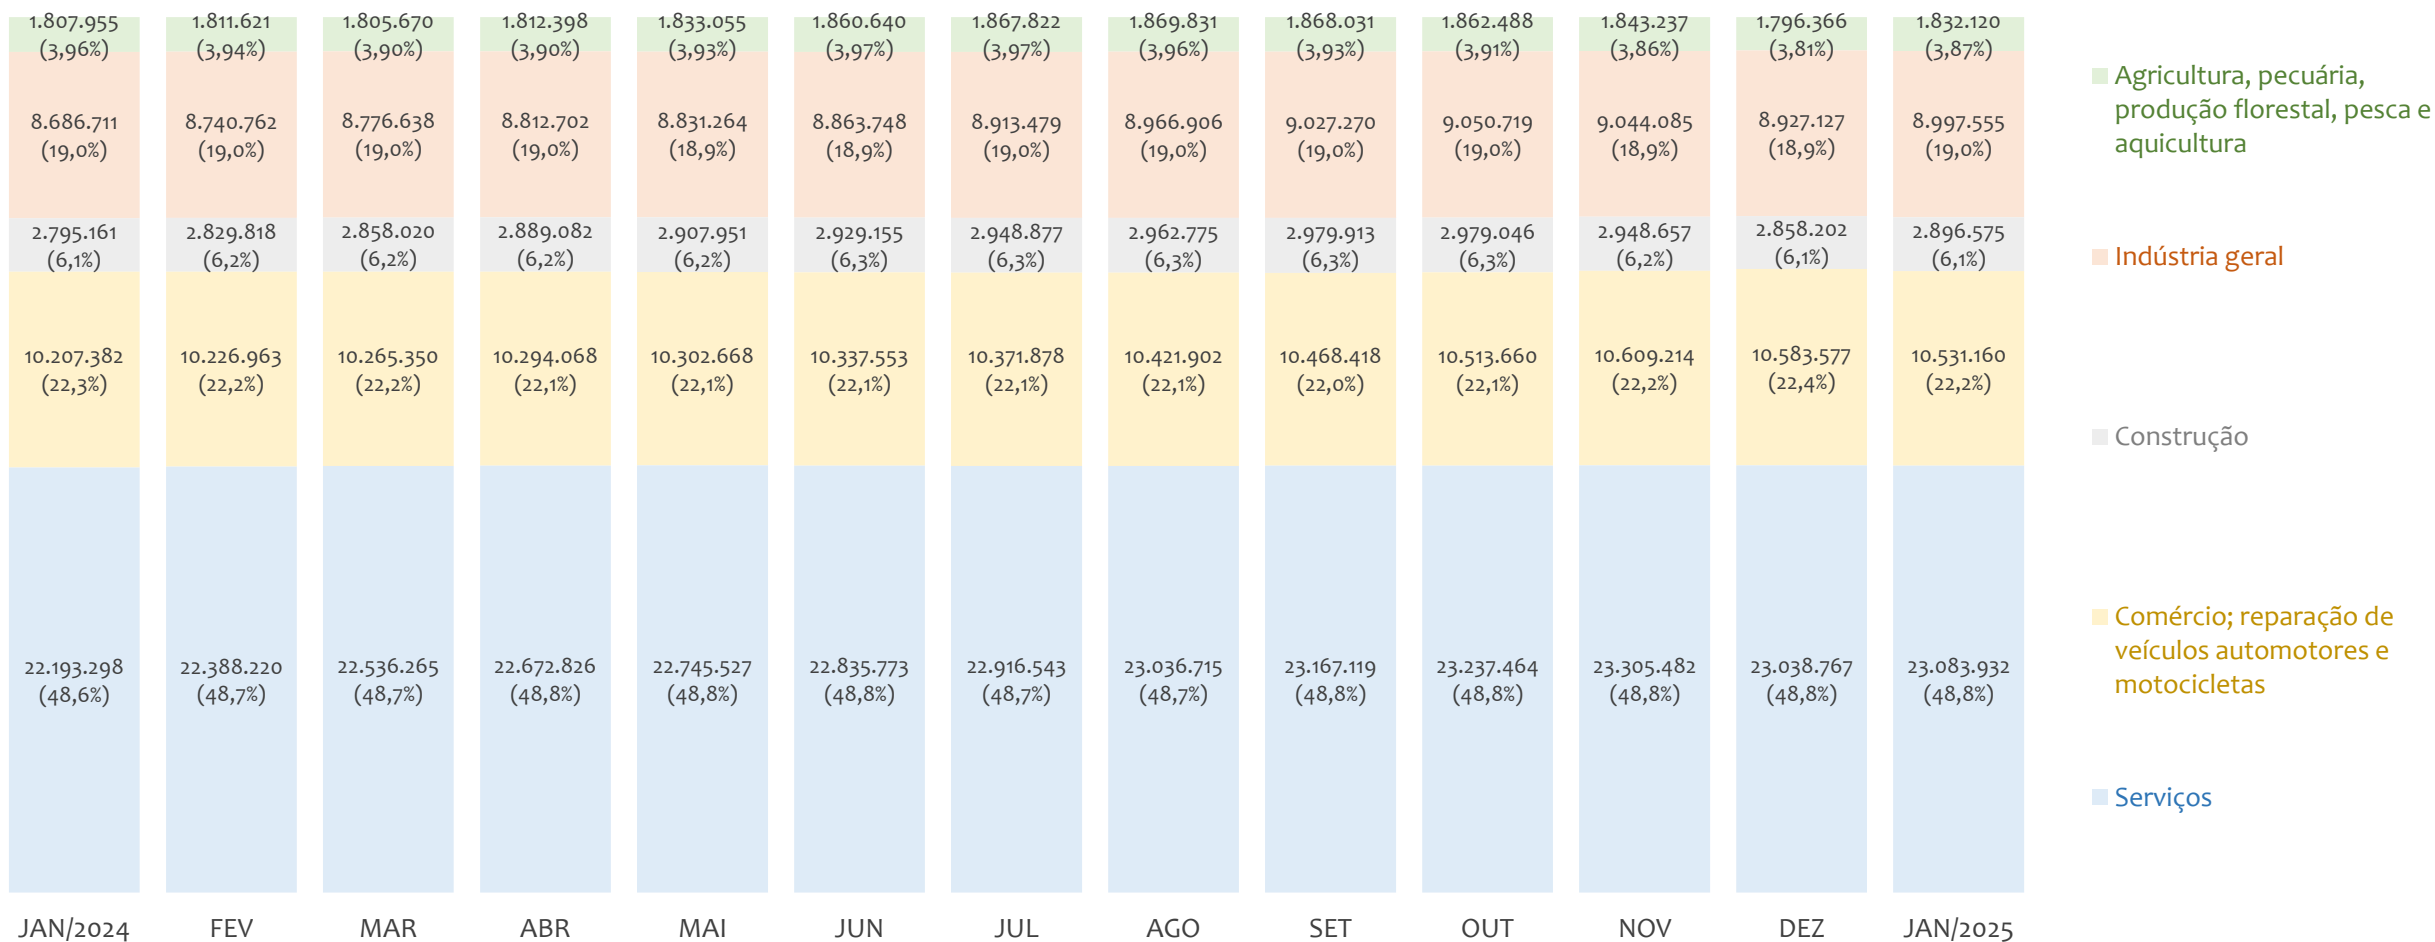 1.807.955 1.811.621 1.805.670 1.812.398 1.833.055 1.860.640 1.867.822 1.869.831 1.868.031 1.862.488 1.843.237 1.796.366 1.832.120
(3,96%) (3,94%) (3,90%) (3,90%) (3,93%) (3,97%) (3,97%) (3,96%) (3,93%) (3,91%) (3,86%) (3,81%) (3,87%)
8.686.711 8.740.762 8.776.638 8.812.702 8.831.264 8.863.748 8.913.479 8.966.906 9.027.270 9.050.719 9.044.085 8.927.127 8.997.555
(19,0%) (19,0%) (19,0%) (19,0%) (18,9%) (18,9%) (19,0%) (19,0%) (19,0%) (19,0%) (18,9%) (18,9%) (19,0%)
2.795.161 2.829.818 2.858.020 2.889.082 2.907.951 2.929.155 2.948.877 2.962.775 2.979.913 2.979.046 2.948.657 2.858.202 2.896.575
(6,1%) (6,2%) (6,2%) (6,2%) (6,2%) (6,3%) (6,3%) (6,3%) (6,3%) (6,3%) (6,2%) (6,1%) (6,1%)
10.207.382 10.226.963 10.265.350 10.294.068 10.302.668 10.337.553 10.371.878 10.421.902 10.468.418 10.513.660 10.609.214 10.583.577 10.531.160
(22,3%) (22,2%) (22,2%) (22,1%) (22,1%) (22,1%) (22,1%) (22,1%) (22,0%) (22,1%) (22,2%) (22,4%) (22,2%)
22.193.298 22.388.220 22.536.265 22.672.826 22.745.527 22.835.773 22.916.543 23.036.715 23.167.119 23.237.464 23.305.482 23.038.767 23.083.932
(48,6%) (48,7%) (48,7%) (48,8%) (48,8%) (48,8%) (48,7%) (48,7%) (48,8%) (48,8%) (48,8%) (48,8%) (48,8%)
JAN/2024 FEV MAR ABR MAI JUN JUL AGO SET OUT NOV DEZ JAN/2025
Agricultura, pecuária,
produção florestal, pesca e
aquicultura
Indústria geral
Construção
Comércio; reparação de
veículos automotores e
motocicletas
Serviços